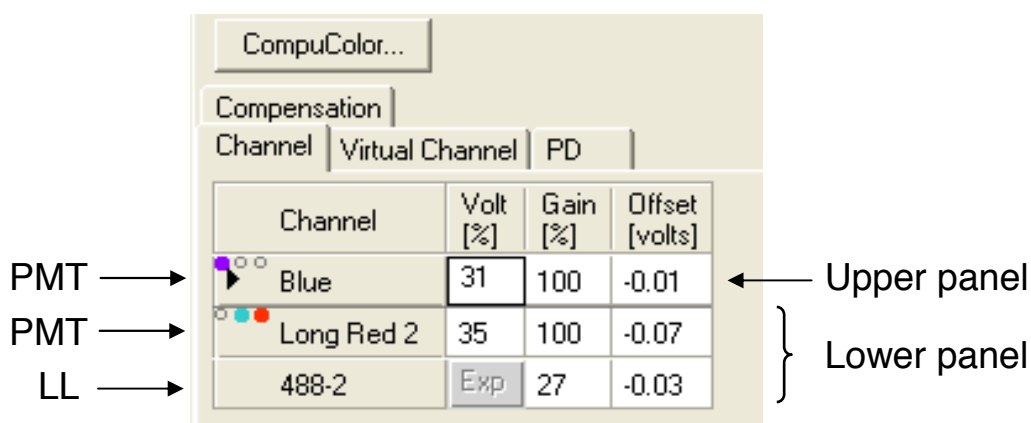 CompuColor...
Compensation
Channel Virtual Channel PD
Channel Volt [%] Gain [%] Offset [volts]
PMT Blue 31 100 -0.01 Upper panel
PMT Long Red 2 35 100 -0.07
Lower panel
LL 488-2 Exp 27 -0.03